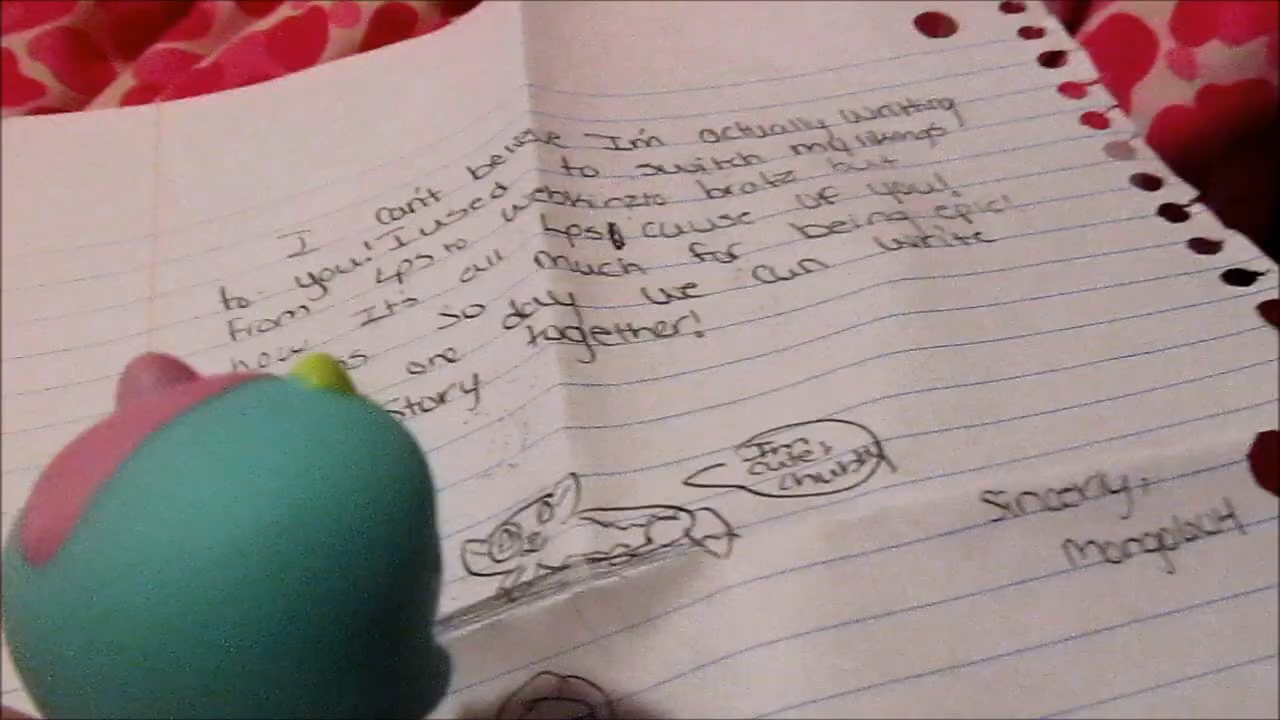 I can't believe I'm actually writting
to you! I used to switch my likeings
from Lps to webkinz to bratz but
now It's all Lps cause of you!
so much for being epic!
one day we can write
story together!
I'm
cute &
chubby
Sincerly,